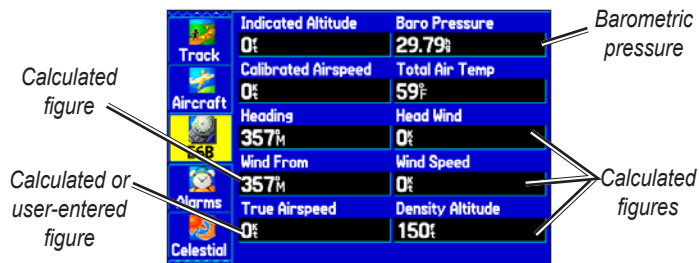 Indicated Altitude Baro Pressure
0ft 29.79
Track
Calibrated Airspeed Total Air Temp
0kt 59°F
Aircraft
Heading Head Wind
357°M 0kt
E6B
Wind From Wind Speed
357°M 0kt
Alarms
True Airspeed Density Altitude
0kt 150ft
Celestial
Barometric
pressure
Calculated
figure
Calculated or
user-entered
figure
Calculated
figures